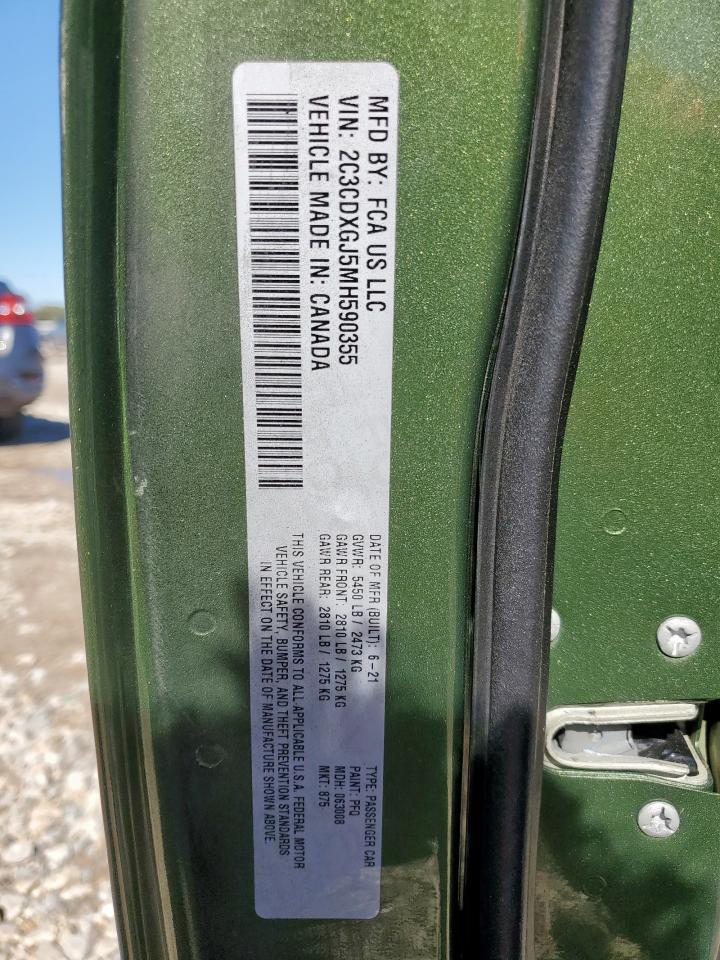 MFD BY: FCA US LLC
VIN: 2C3CDXGJ5MH590355
VEHICLE MADE IN: CANADA
DATE OF MFR (BUILT): 6-21
GVWR: 5450 LB / 2473 KG
GAWR FRONT: 2810 LB / 1275 KG
GAWR REAR: 2810 LB / 1275 KG
THIS VEHICLE CONFORMS TO ALL APPLICABLE U.S.A. FEDERAL MOTOR
VEHICLE SAFETY, BUMPER, AND THEFT PREVENTION STANDARDS
IN EFFECT ON THE DATE OF MANUFACTURE SHOWN ABOVE.
TYPE: PASSENGER CAR
PAINT: PFQ
MDH: 063008
MKT: 875